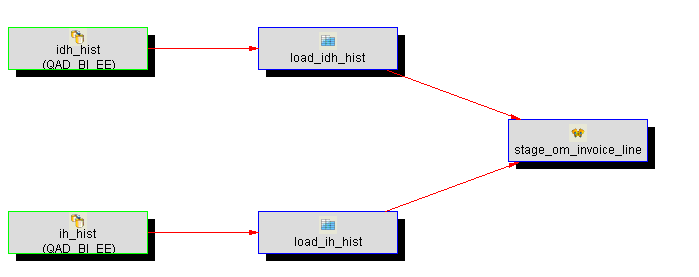 idh_hist
(QAD_BI_EE)
load_idh_hist
stage_om_invoice_line
ih_hist
(QAD_BI_EE)
load_ih_hist